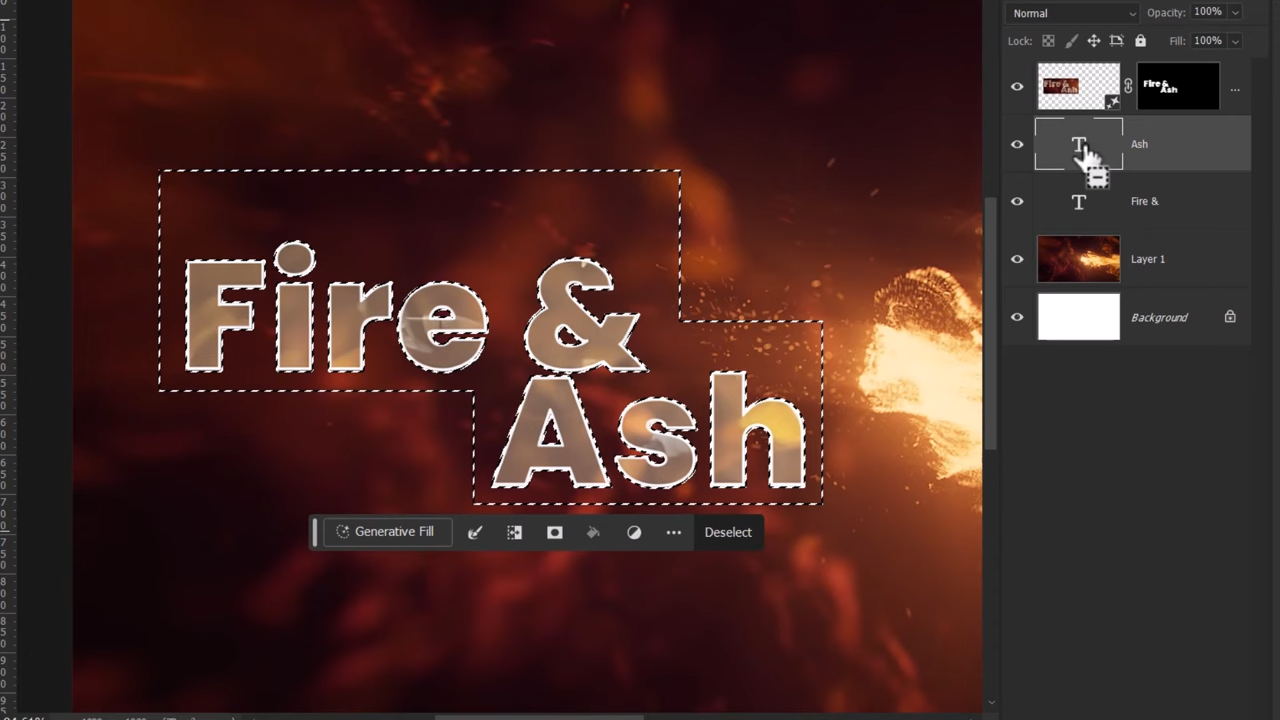 Normal
Opacity: 100%
Lock:
Fill: 100%
Fire &
Ash
Fire &
Ash
...
Ash
Fire &
Layer 1
Background
Fire &
Ash
Generative Fill
Deselect